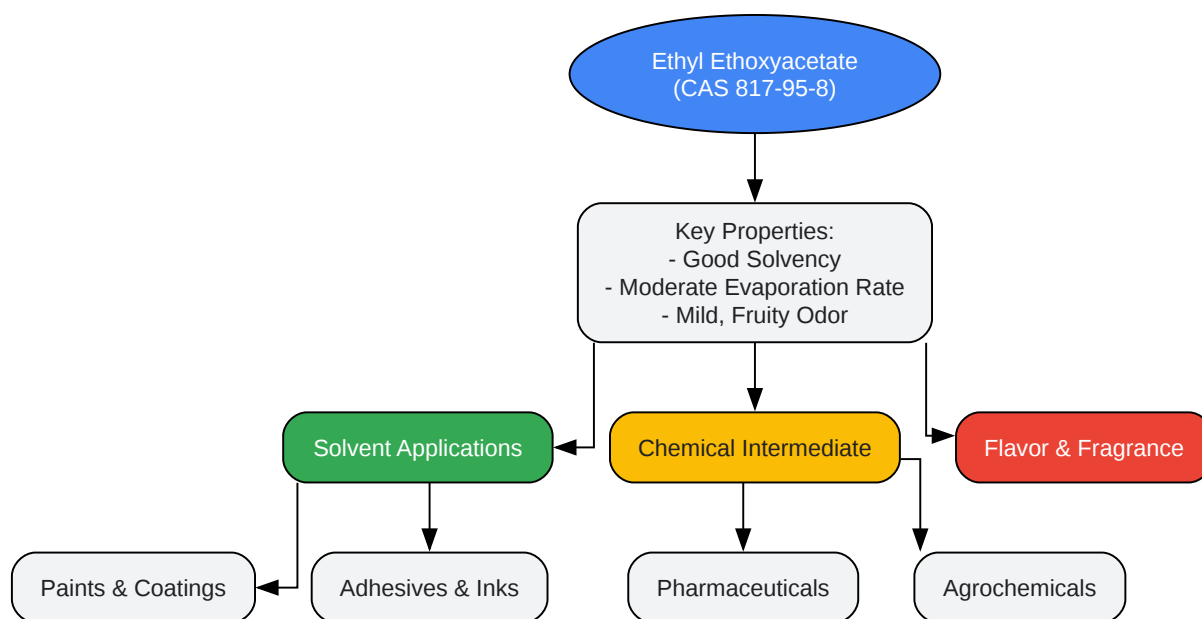 Ethyl Ethoxyacetate
(CAS 817-95-8)
Key Properties:
- Good Solvency
- Moderate Evaporation Rate
- Mild, Fruity Odor
Solvent Applications
Chemical Intermediate
Flavor & Fragrance
Paints & Coatings
Adhesives & Inks
Pharmaceuticals
Agrochemicals